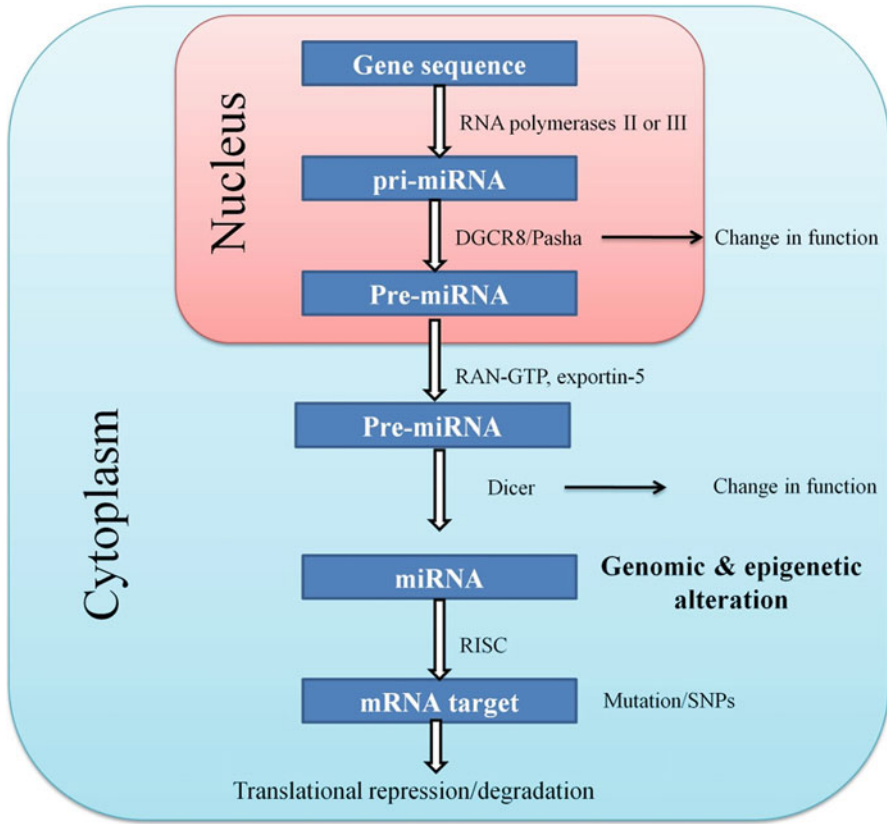 Nucleus
Gene sequence
RNA polymerases II or III
pri-miRNA
DGCR8/Pasha
Change in function
Pre-miRNA
RAN-GTP, exportin-5
Cytoplasm
Pre-miRNA
Dicer
Change in function
miRNA
Genomic & epigenetic
alteration
RISC
mRNA target
Mutation/SNPs
Translational repression/degradation